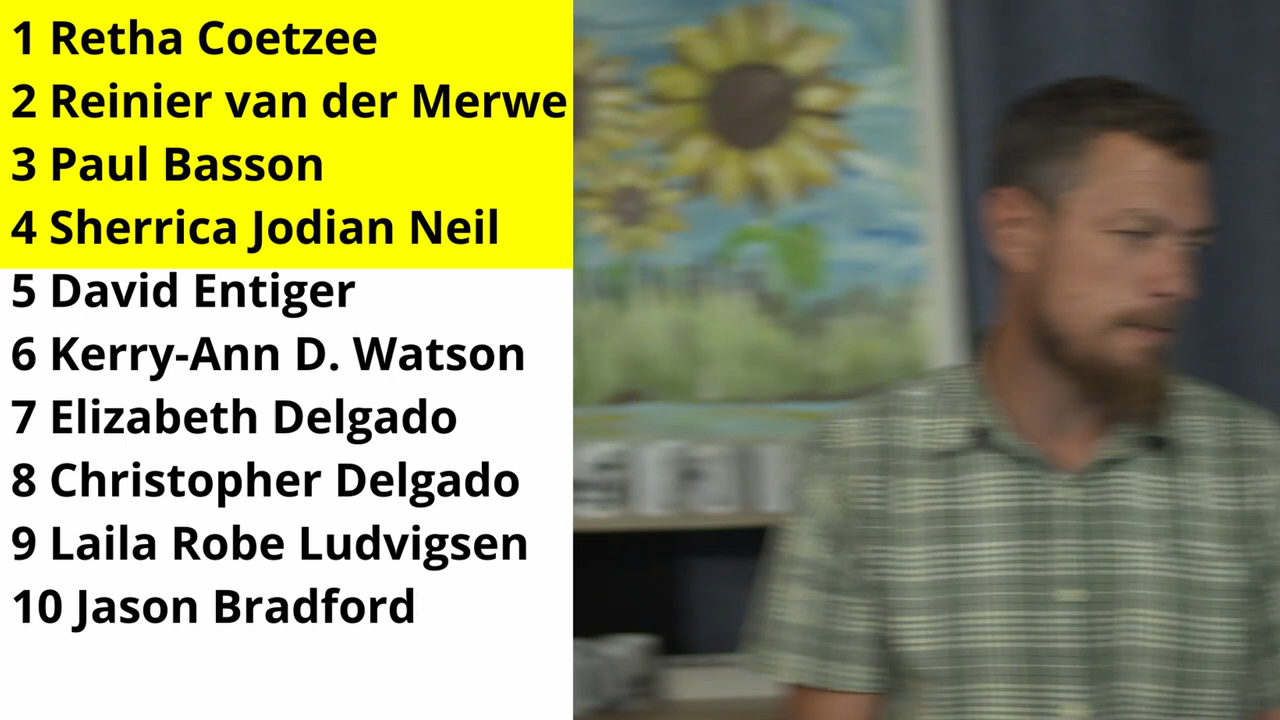 1 Retha Coetzee
2 Reinier van der Merwe
3 Paul Basson
4 Sherrica Jodian Neil
5 David Entiger
6 Kerry-Ann D. Watson
7 Elizabeth Delgado
8 Christopher Delgado
9 Laila Robe Ludvigsen
10 Jason Bradford